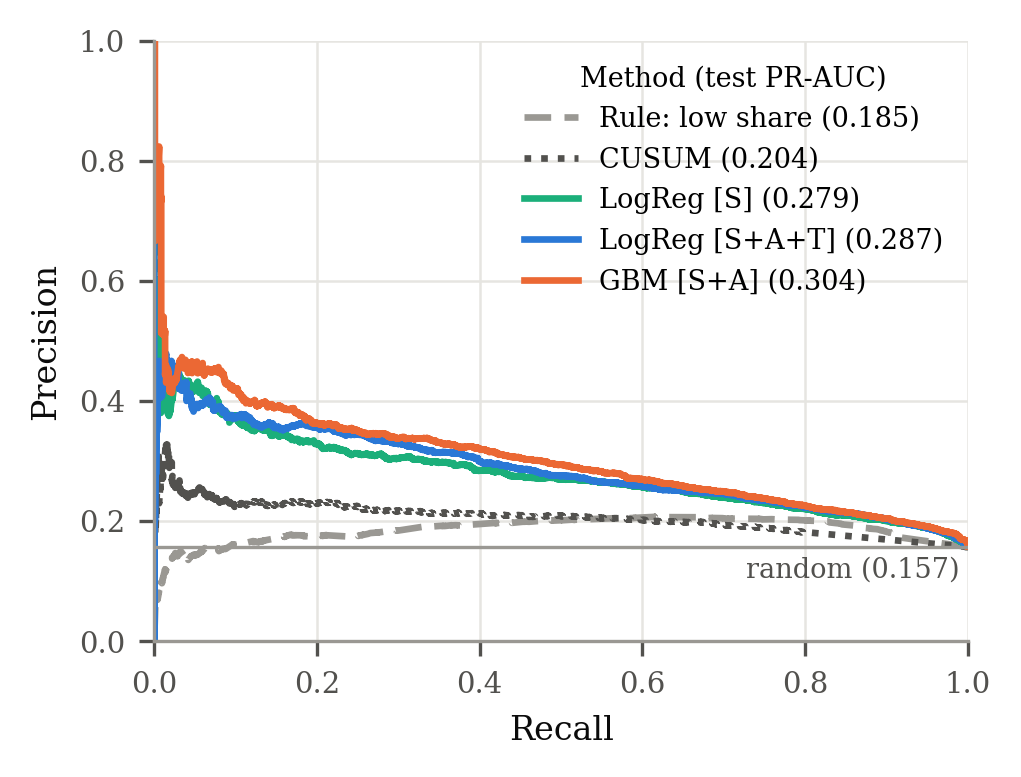 1.0
0.8
0.6
0.4
0.2
0.0
Precision
Method (test PR-AUC)
Rule: low share (0.185)
CUSUM (0.204)
LogReg [S] (0.279)
LogReg [S+A+T] (0.287)
GBM [S+A] (0.304)
random (0.157)
0.0 0.2 0.4 0.6 0.8 1.0
Recall